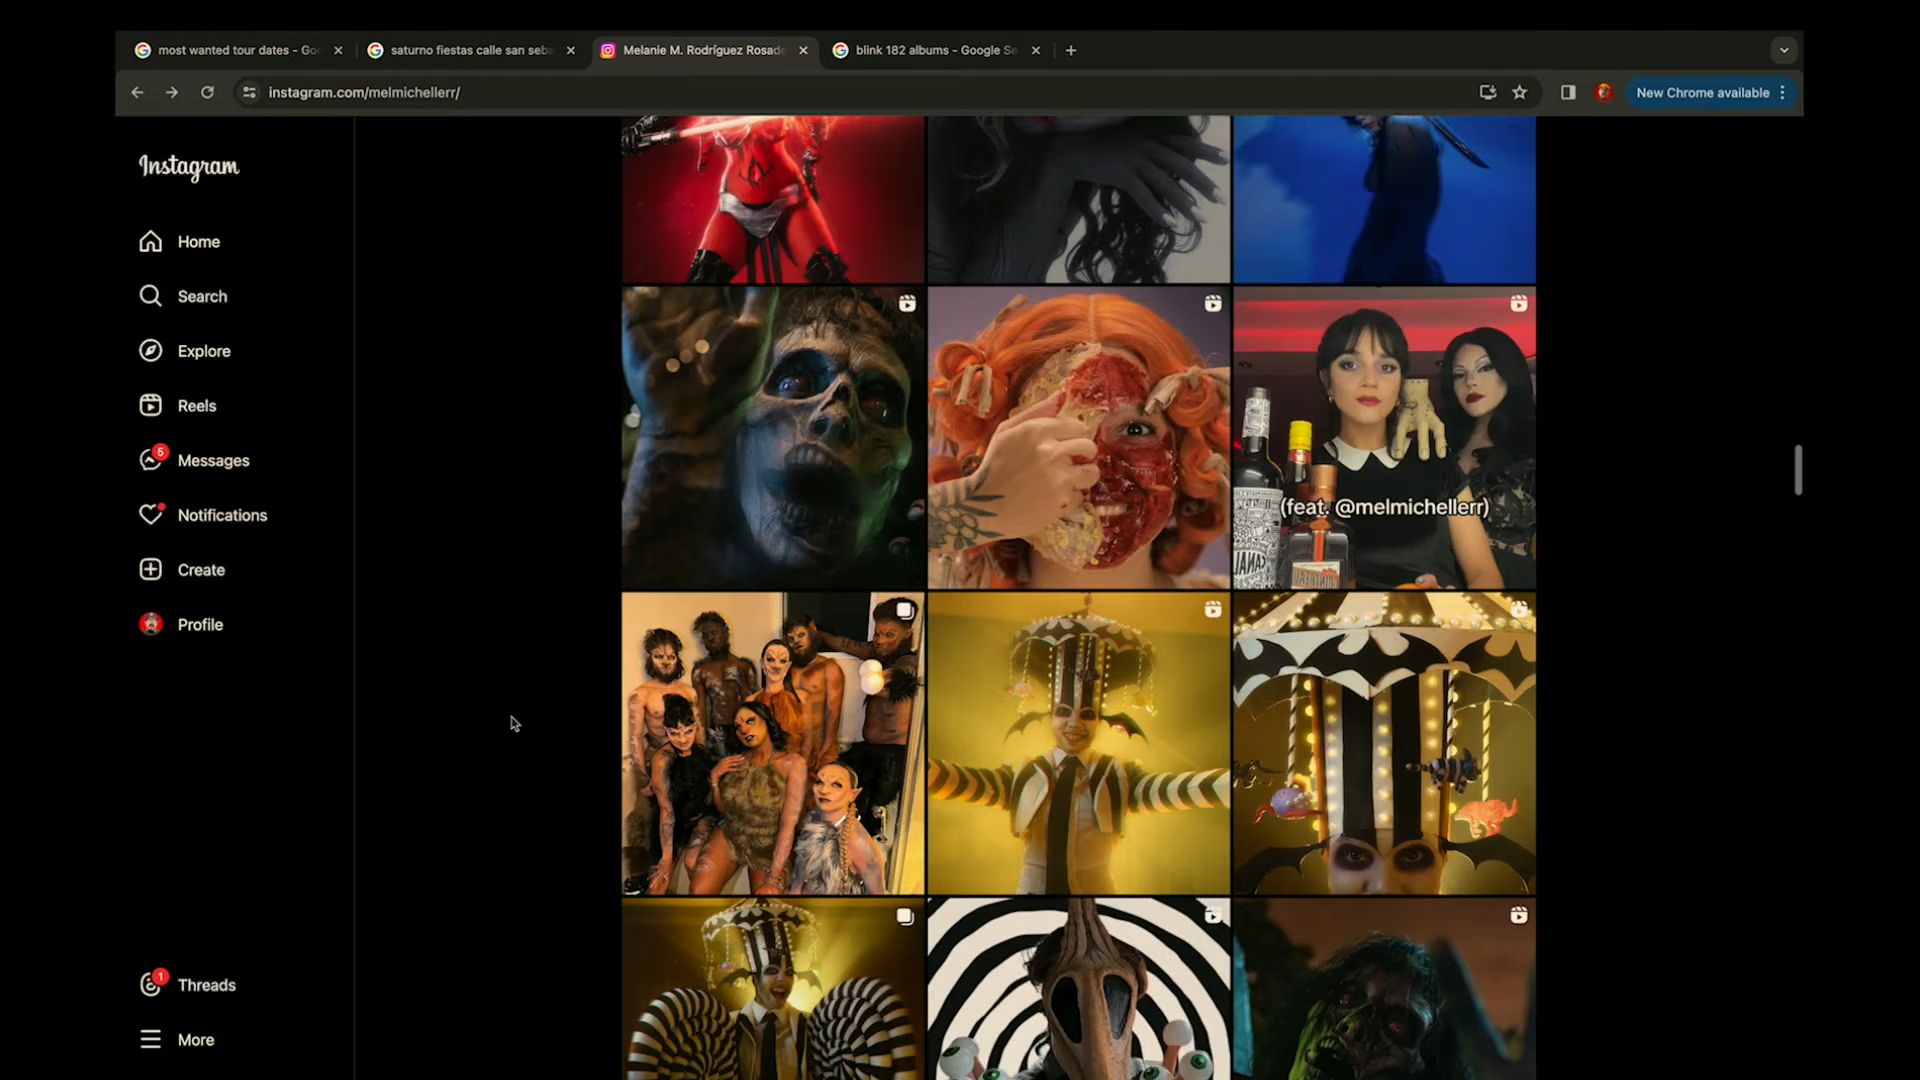 most wanted tour dates - Goo
saturno fiestas calle san seba
Melanie M. Rodríguez Rosado
blink 182 albums - Google Se
instagram.com/melmichellerr/
New Chrome available
Instagram
Home
Search
Explore
Reels
5
Messages
Notifications
Create
Profile
(feat. @melmichellerr)
1
Threads
More